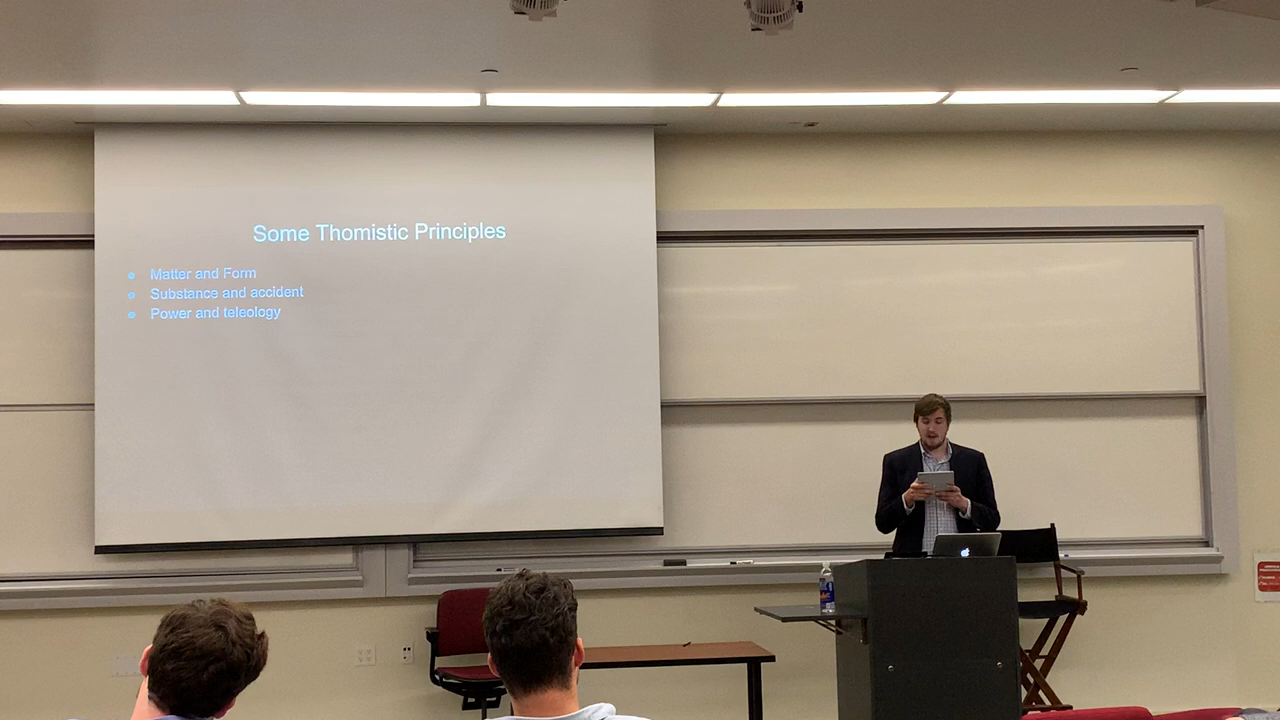 Some Thomistic Principles
Matter and Form
Substance and accident
Power and teleology